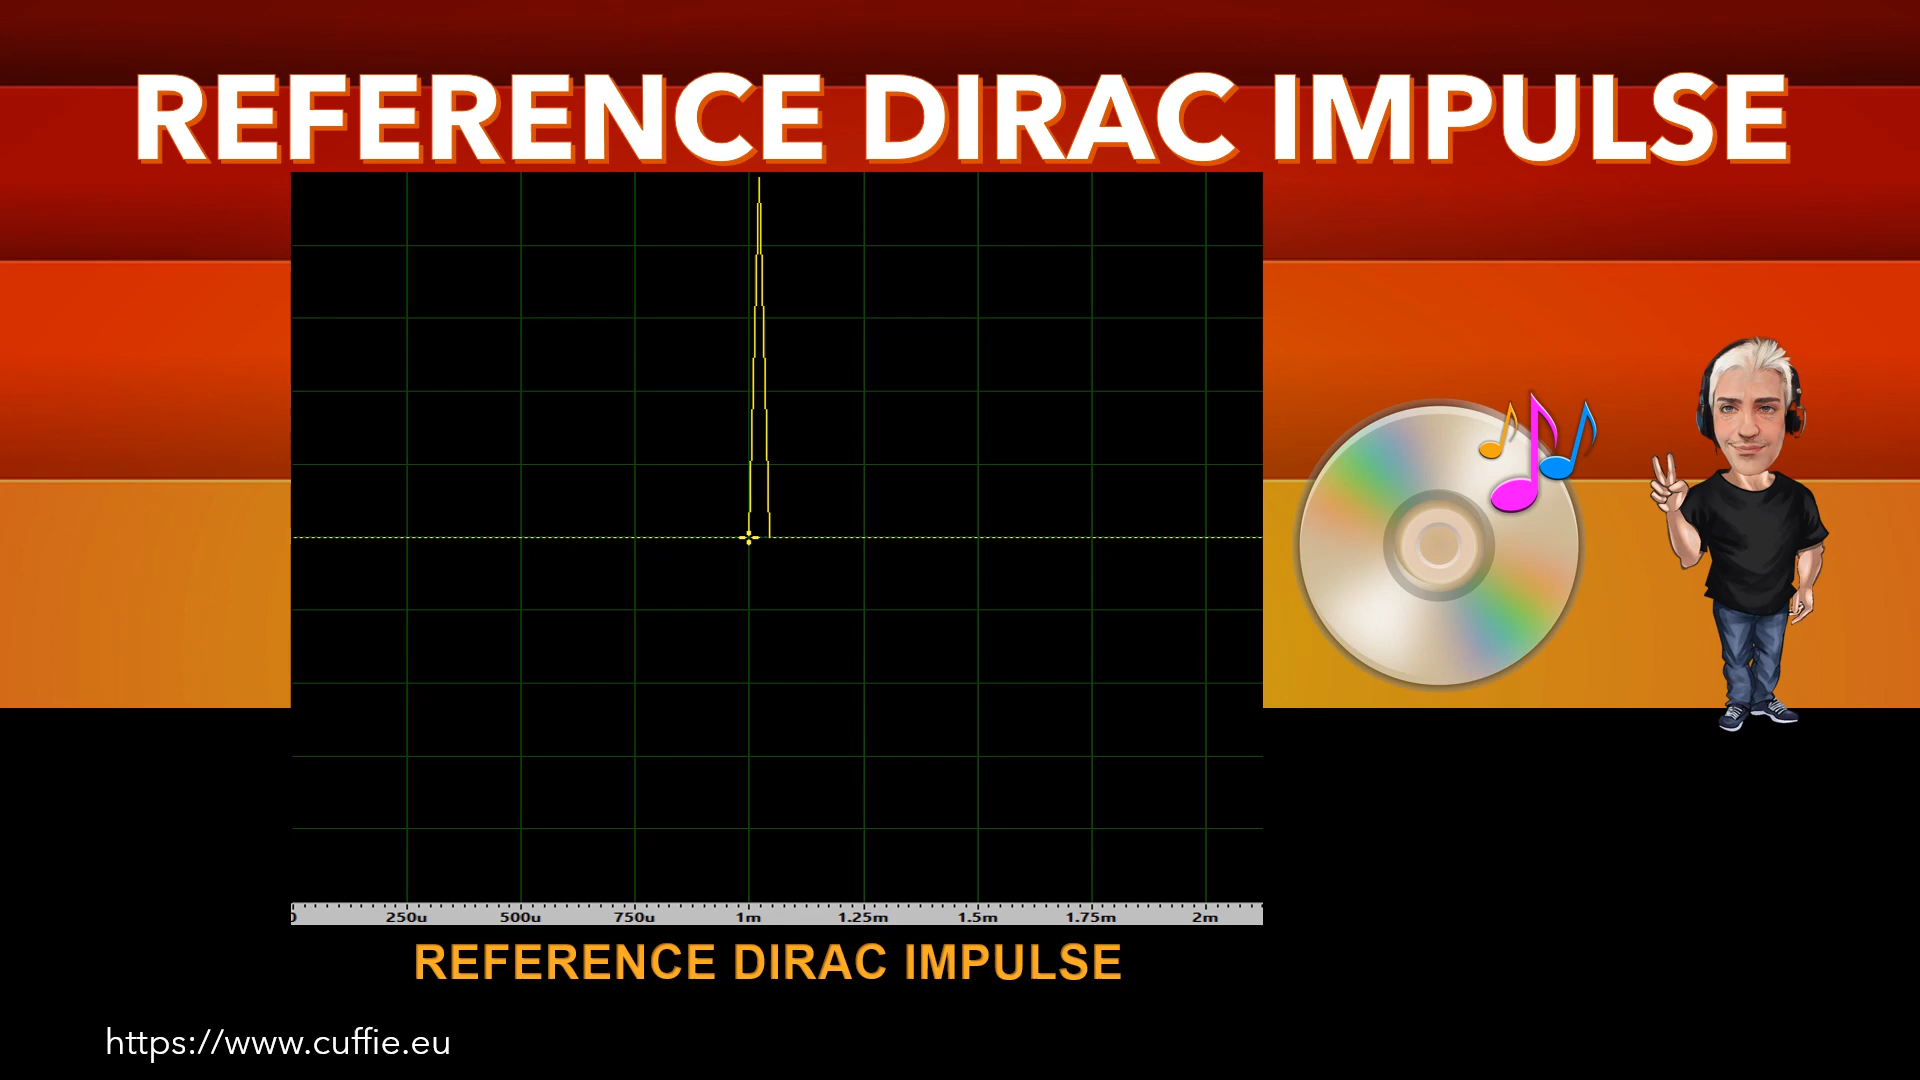 REFERENCE DIRAC IMPULSE
0 250u 500u 750u 1m 1.25m 1.5m 1.75m 2m
REFERENCE DIRAC IMPULSE
https://www.cuffie.eu